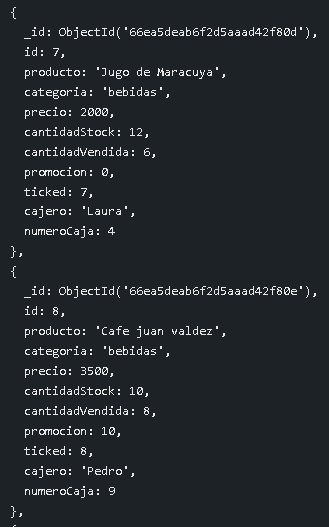 {
_id: ObjectId('66ea5deab6f2d5aaad42f80d'),
id: 7,
producto: 'Jugo de Maracuya',
categoria: 'bebidas',
precio: 2000,
cantidadStock: 12,
cantidadVendida: 6,
promocion: 0,
ticked: 7,
cajero: 'Laura',
numeroCaja: 4
},
{
_id: ObjectId('66ea5deab6f2d5aaad42f80e'),
id: 8,
producto: 'Cafe juan valdez',
categoria: 'bebidas',
precio: 3500,
cantidadStock: 10,
cantidadVendida: 8,
promocion: 10,
ticked: 8,
cajero: 'Pedro',
numeroCaja: 9
},